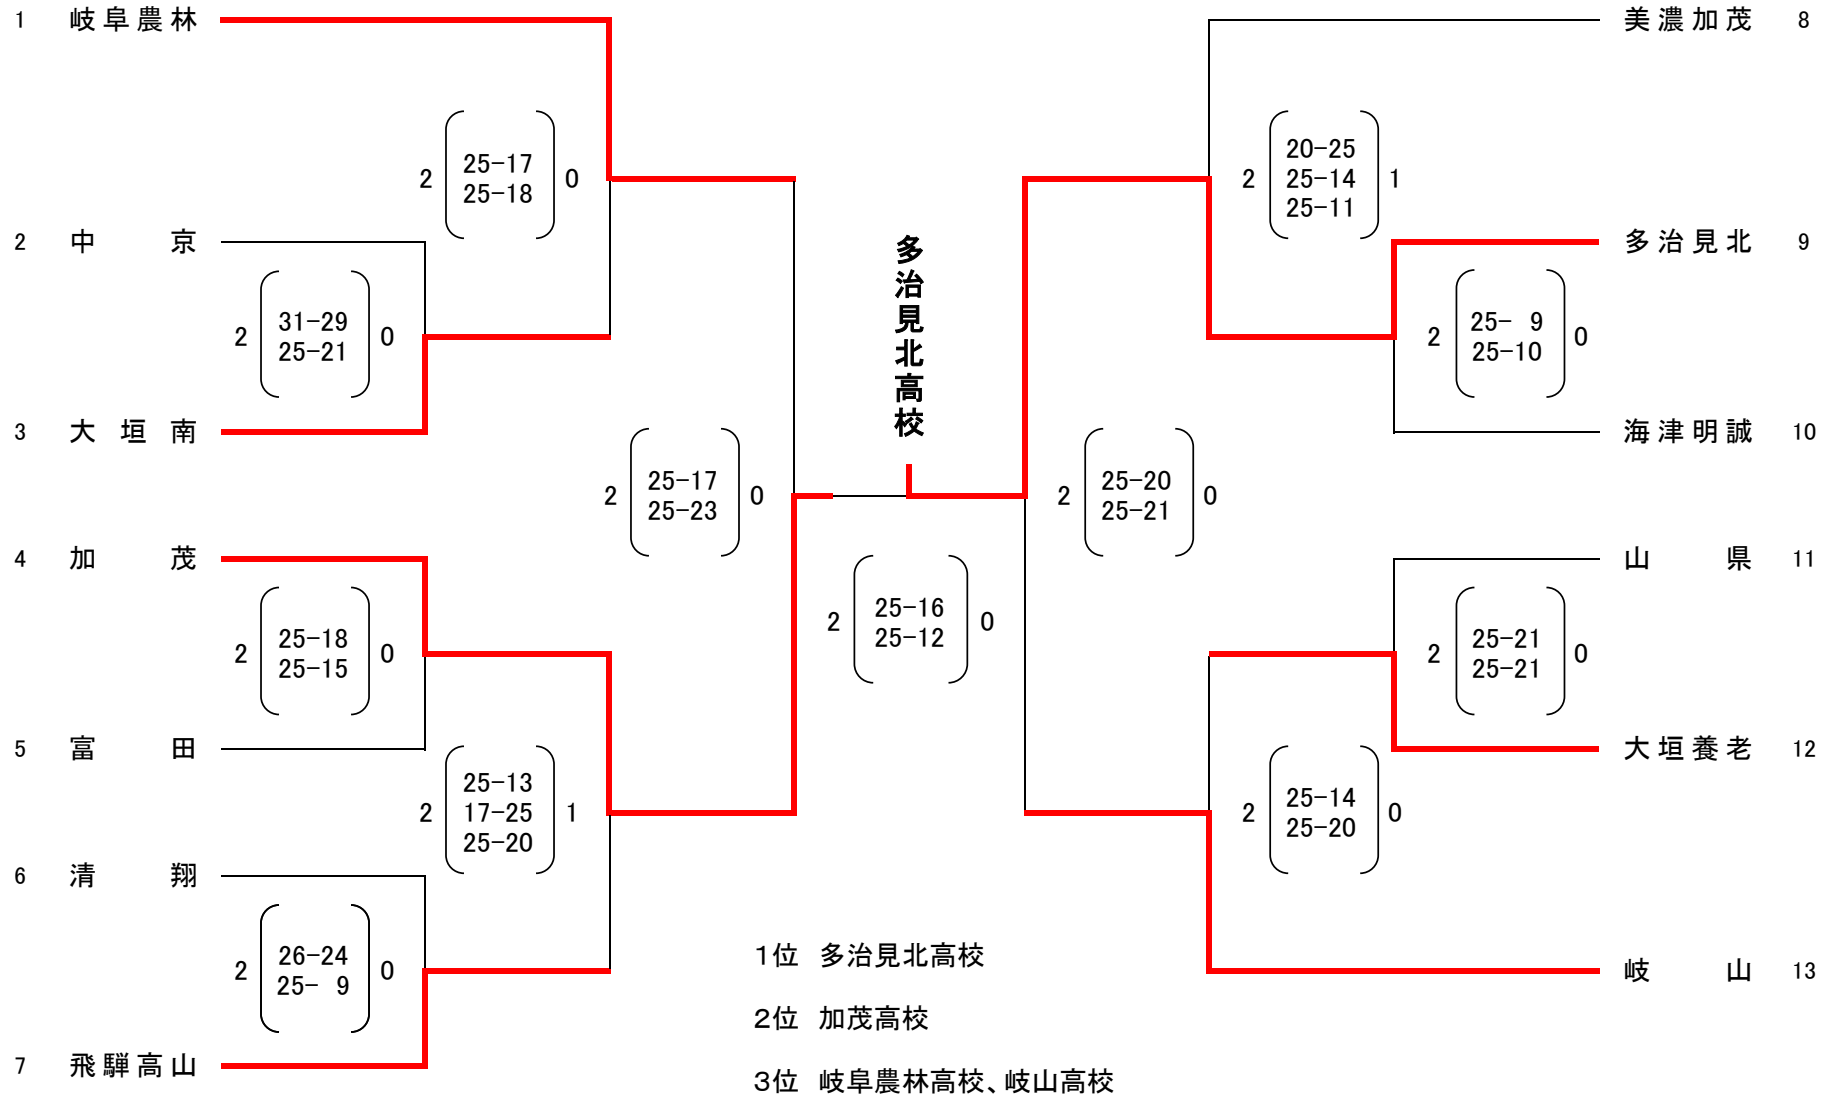 1 岐阜農林
2 25-17 0
25-18
2 中京
2 31-29 0
25-21
3 大垣南
2 25-17 0
25-23
4 加茂
2 25-18 0
25-15
5 富田
2 25-13 1
17-25
25-20
6 清翔
2 26-24 0
25- 9
7 飛騨高山
多治見北高校
2 25-16 0
25-12
美濃加茂 8
2 20-25 1
25-14
25-11
多治見北 9
2 25- 9 0
25-10
海津明誠 10
2 25-20 0
25-21
山県 11
2 25-21 0
25-21
大垣養老 12
2 25-14 0
25-20
岐山 13
1位 多治見北高校
2位 加茂高校
3位 岐阜農林高校、岐山高校